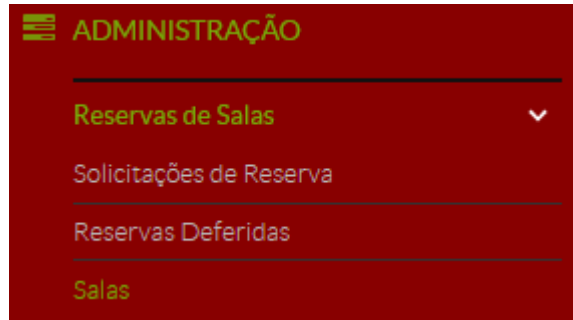 ADMINISTRAÇÃO
Reservas de Salas
Solicitações de Reserva
Reservas Deferidas
Salas